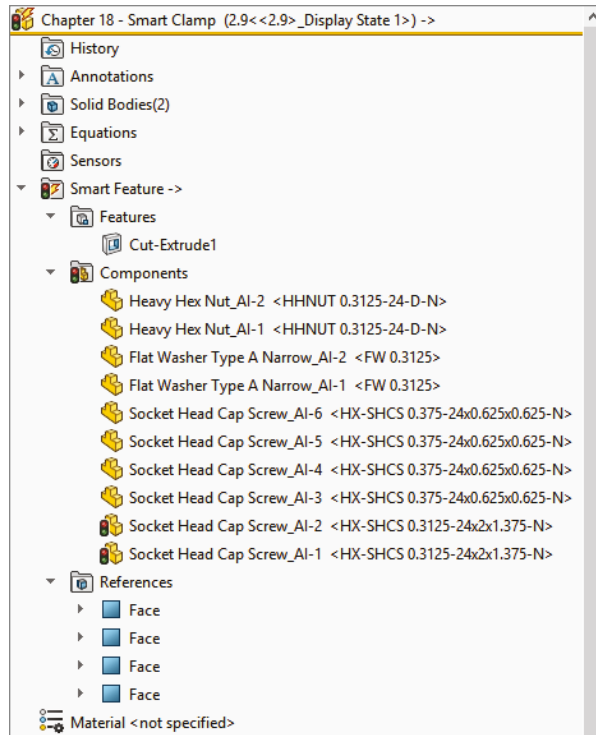 Chapter 18 - Smart Clamp (2.9<<2.9>_Display State 1>) ->
History
Annotations
Solid Bodies(2)
Equations
Sensors
Smart Feature ->
Features
Cut-Extrude1
Components
Heavy Hex Nut_AI-2 <HHNUT 0.3125-24-D-N>
Heavy Hex Nut_AI-1 <HHNUT 0.3125-24-D-N>
Flat Washer Type A Narrow_AI-2 <FW 0.3125>
Flat Washer Type A Narrow_AI-1 <FW 0.3125>
Socket Head Cap Screw_AI-6 <HX-SHCS 0.375-24x0.625x0.625-N>
Socket Head Cap Screw_AI-5 <HX-SHCS 0.375-24x0.625x0.625-N>
Socket Head Cap Screw_AI-4 <HX-SHCS 0.375-24x0.625x0.625-N>
Socket Head Cap Screw_AI-3 <HX-SHCS 0.375-24x0.625x0.625-N>
Socket Head Cap Screw_AI-2 <HX-SHCS 0.3125-24x2x1.375-N>
Socket Head Cap Screw_AI-1 <HX-SHCS 0.3125-24x2x1.375-N>
References
Face
Face
Face
Face
Material <not specified>